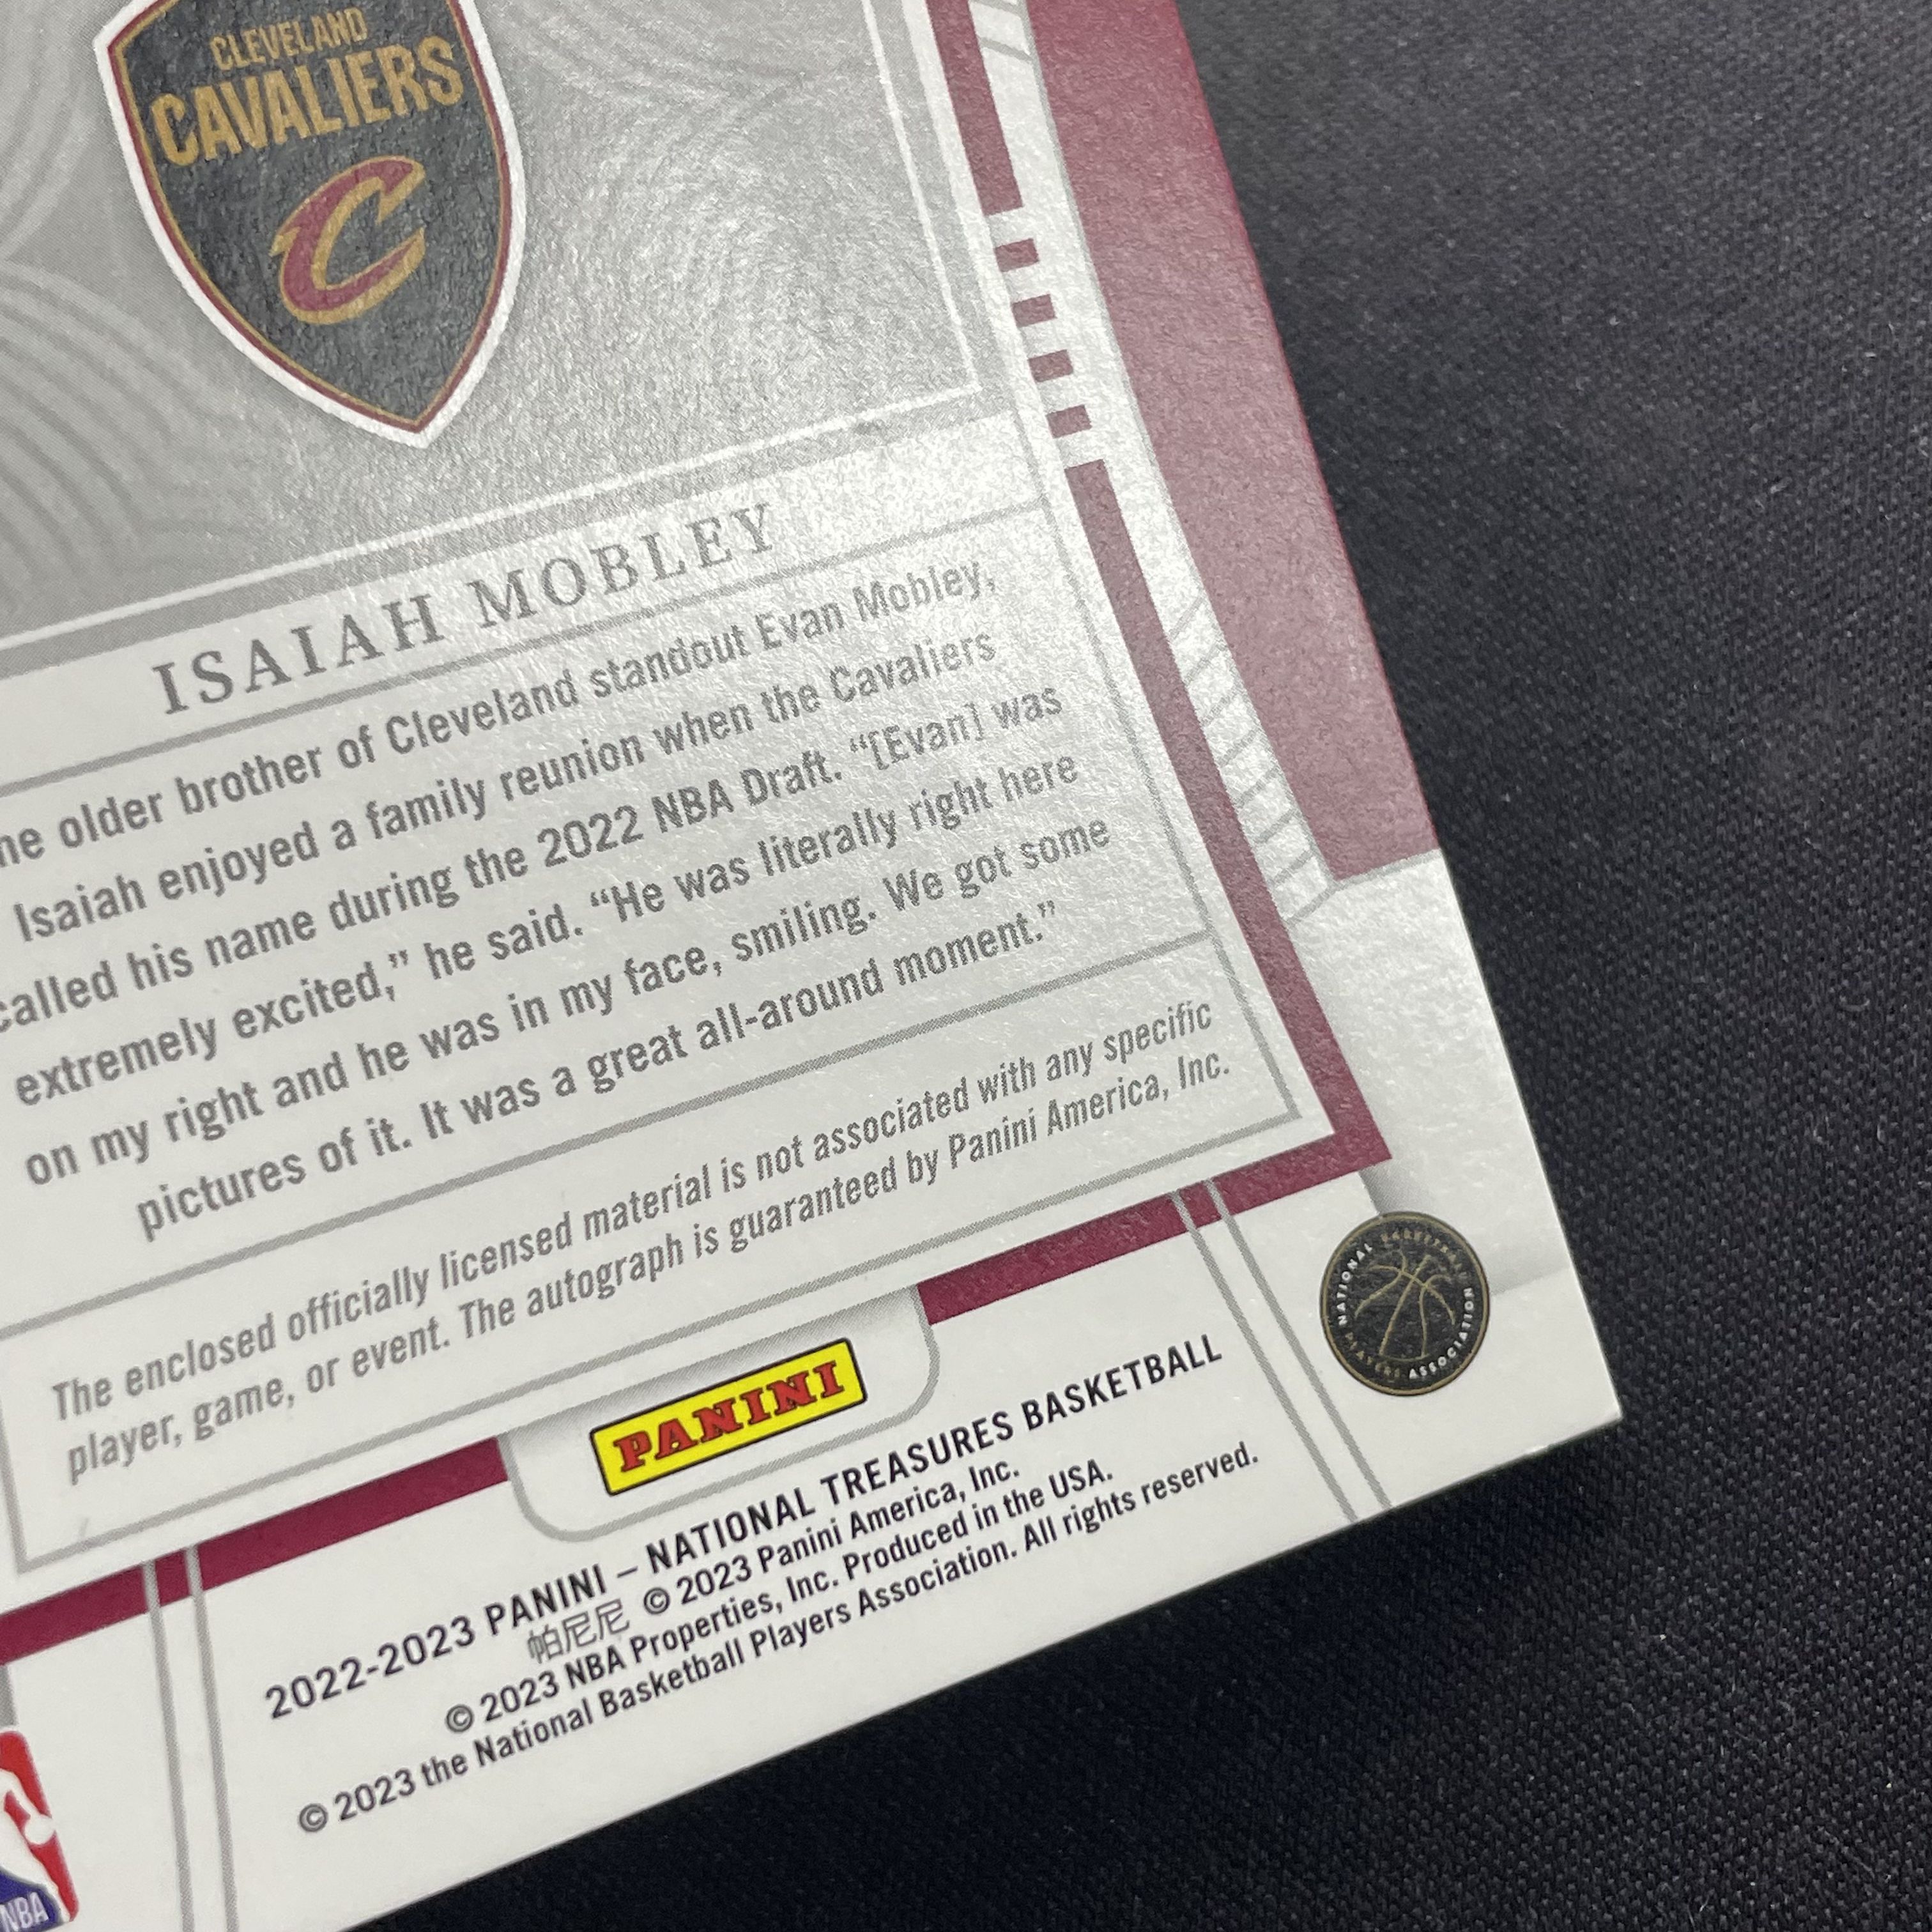 CLEVELAND
CAVALIERS
ISAIAH MOBLEY
older brother of Cleveland standout Evan Mobley,
Isaiah enjoyed a family reunion when the Cavaliers
called his name during the 2022 NBA Draft. “[Evan] was
extremely excited,” he said. “He was literally right here
on my right and he was in my face, smiling. We got some
pictures of it. It was a great all-around moment.”
The enclosed officially licensed material is not associated with any specific
player, game, or event. The autograph is guaranteed by Panini America, Inc.
PANINI
NATIONAL BASKETBALL
PLAYERS ASSOCIATION
2022-2023 PANINI – NATIONAL TREASURES BASKETBALL
帕尼尼 © 2023 Panini America, Inc.
© 2023 NBA Properties, Inc. Produced in the USA.
© 2023 the National Basketball Players Association. All rights reserved.
NBA